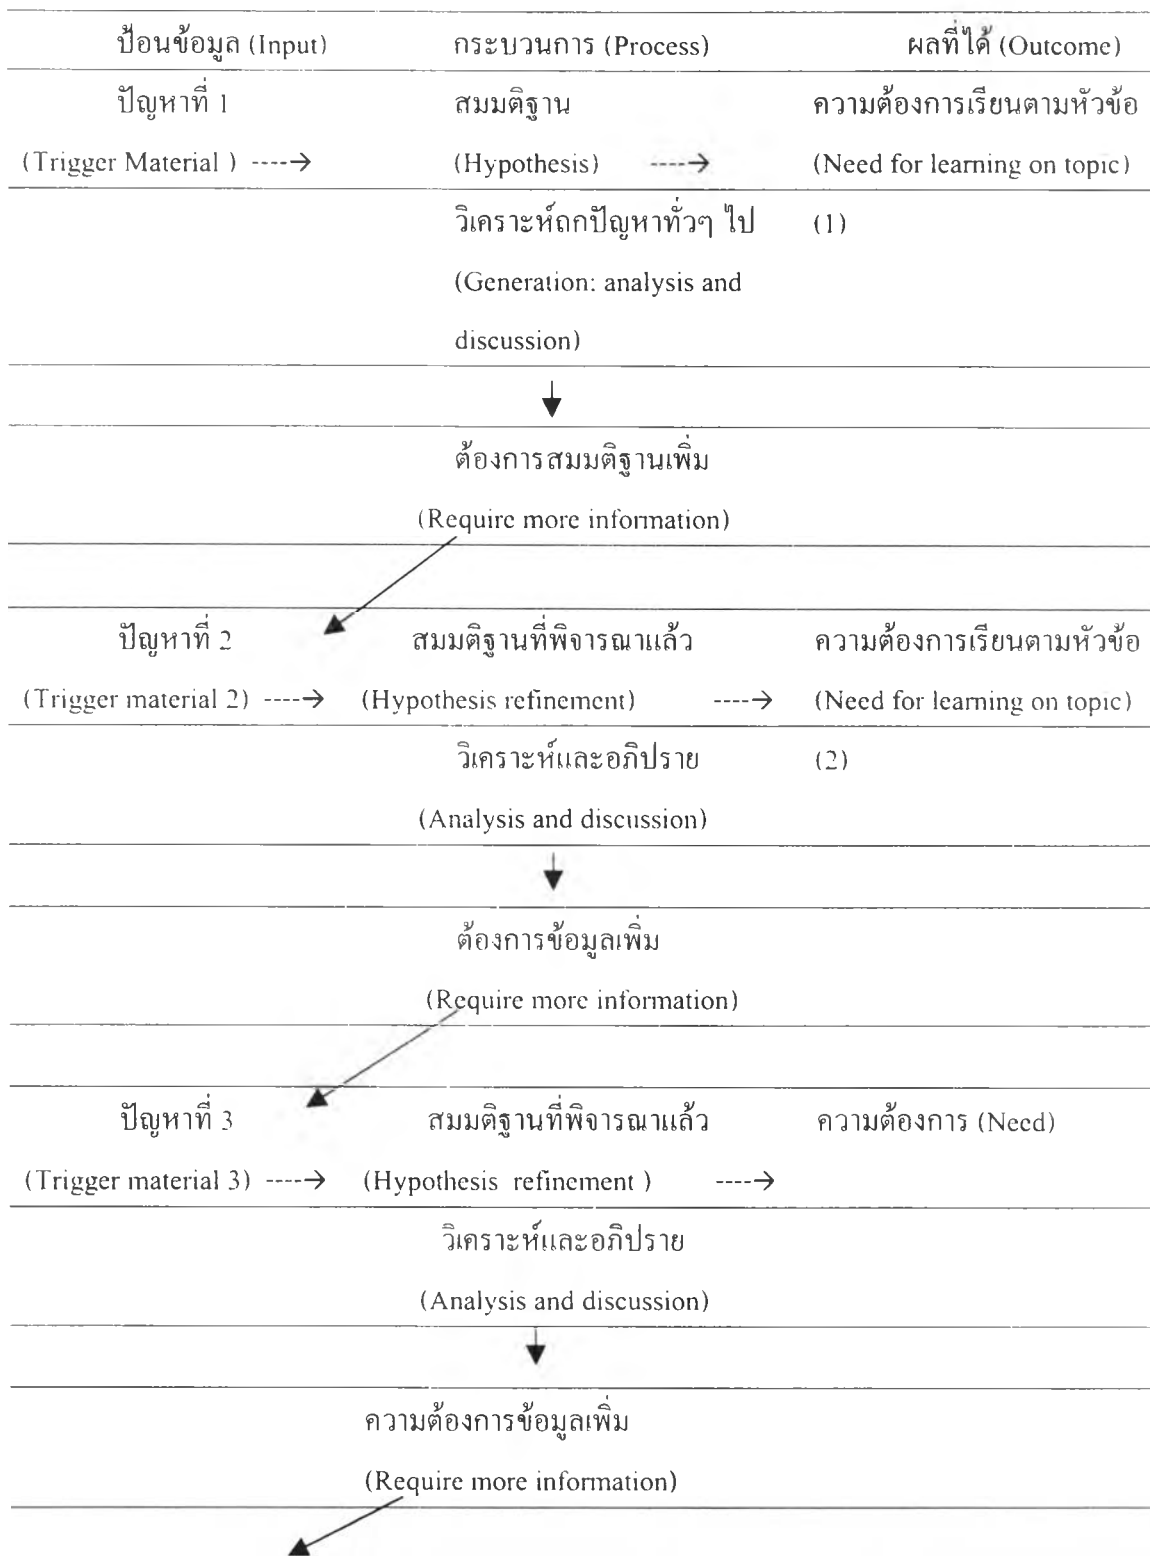 ป้อนข้อมูล (Input) กระบวนการ (Process) ผลที่ได้ (Outcome)
ปัญหาที่ 1 สมมติฐาน ความต้องการเรียนตามหัวข้อ
(Trigger Material ) ----→ (Hypothesis) ----→ (Need for learning on topic)
วิเคราะห์ถกปัญหาทั่วๆ ไป (1)
(Generation: analysis and
discussion)
ต้องการสมมติฐานเพิ่ม
(Require more information)
ปัญหาที่ 2 สมมติฐานที่พิจารณาแล้ว ความต้องการเรียนตามหัวข้อ
(Trigger material 2) ----→ (Hypothesis refinement) ----→ (Need for learning on topic)
วิเคราะห์และอภิปราย (2)
(Analysis and discussion)
ต้องการข้อมูลเพิ่ม
(Require more information)
ปัญหาที่ 3 สมมติฐานที่พิจารณาแล้ว ความต้องการ (Need)
(Trigger material 3) ----→ (Hypothesis refinement ) ----→
วิเคราะห์และอภิปราย
(Analysis and discussion)
ความต้องการข้อมูลเพิ่ม
(Require more information)